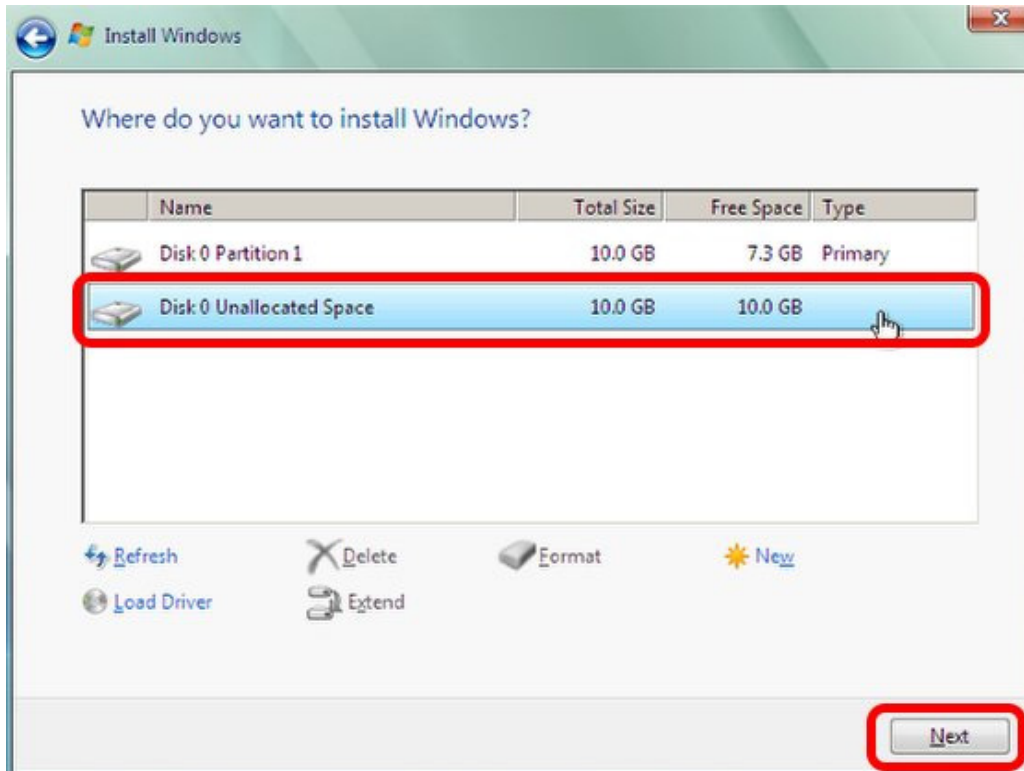 Install Windows
Where do you want to install Windows?
Name Total Size Free Space Type
Disk 0 Partition 1 10.0 GB 7.3 GB Primary
Disk 0 Unallocated Space 10.0 GB 10.0 GB
Refresh Delete Format New
Load Driver Extend
Next